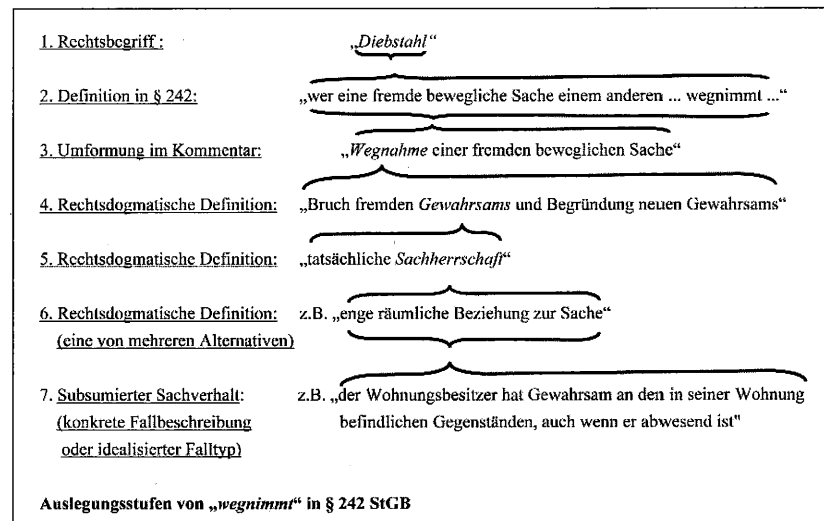 1. Rechtsbegriff: „Diebstahl“
2. Definition in § 242: „wer eine fremde bewegliche Sache einem anderen ... wegnimmt ...“
3. Umformung im Kommentar: „Wegnahme einer fremden beweglichen Sache“
4. Rechtsdogmatische Definition: „Bruch fremden Gewahrsams und Begründung neuen Gewahrsams“
5. Rechtsdogmatische Definition: „tatsächliche Sachherrschaft“
6. Rechtsdogmatische Definition: z.B. „enge räumliche Beziehung zur Sache“
(eine von mehreren Alternativen)
7. Subsumierter Sachverhalt: z.B. „der Wohnungsbesitzer hat Gewahrsam an den in seiner Wohnung
(konkrete Fallbeschreibung befindlichen Gegenständen, auch wenn er abwesend ist"
oder idealisierter Falltyp)
Auslegungsstufen von „wegnimmt“ in § 242 StGB